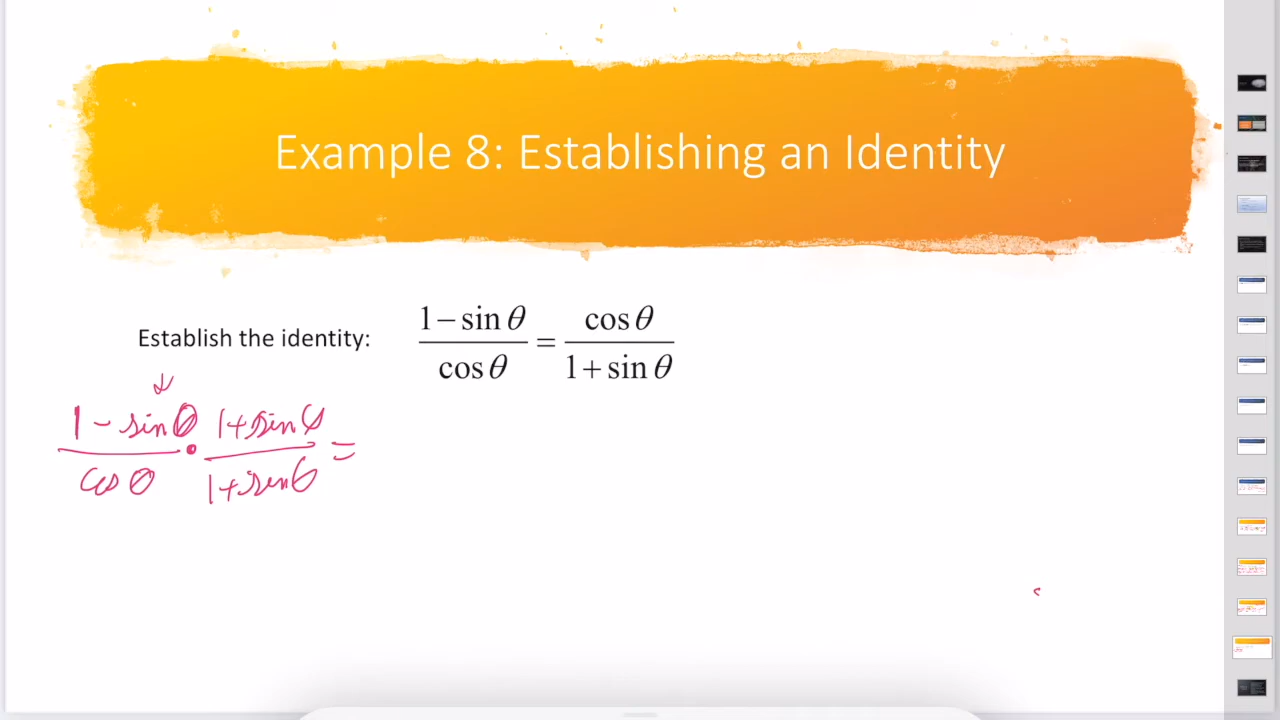 Example 8: Establishing an Identity
Establish the identity: (1 − sin θ)/(cos θ) = (cos θ)/(1 + sin θ)
(1 − sin θ)/(cos θ) · (1 + sin θ)/(1 + sin θ) =